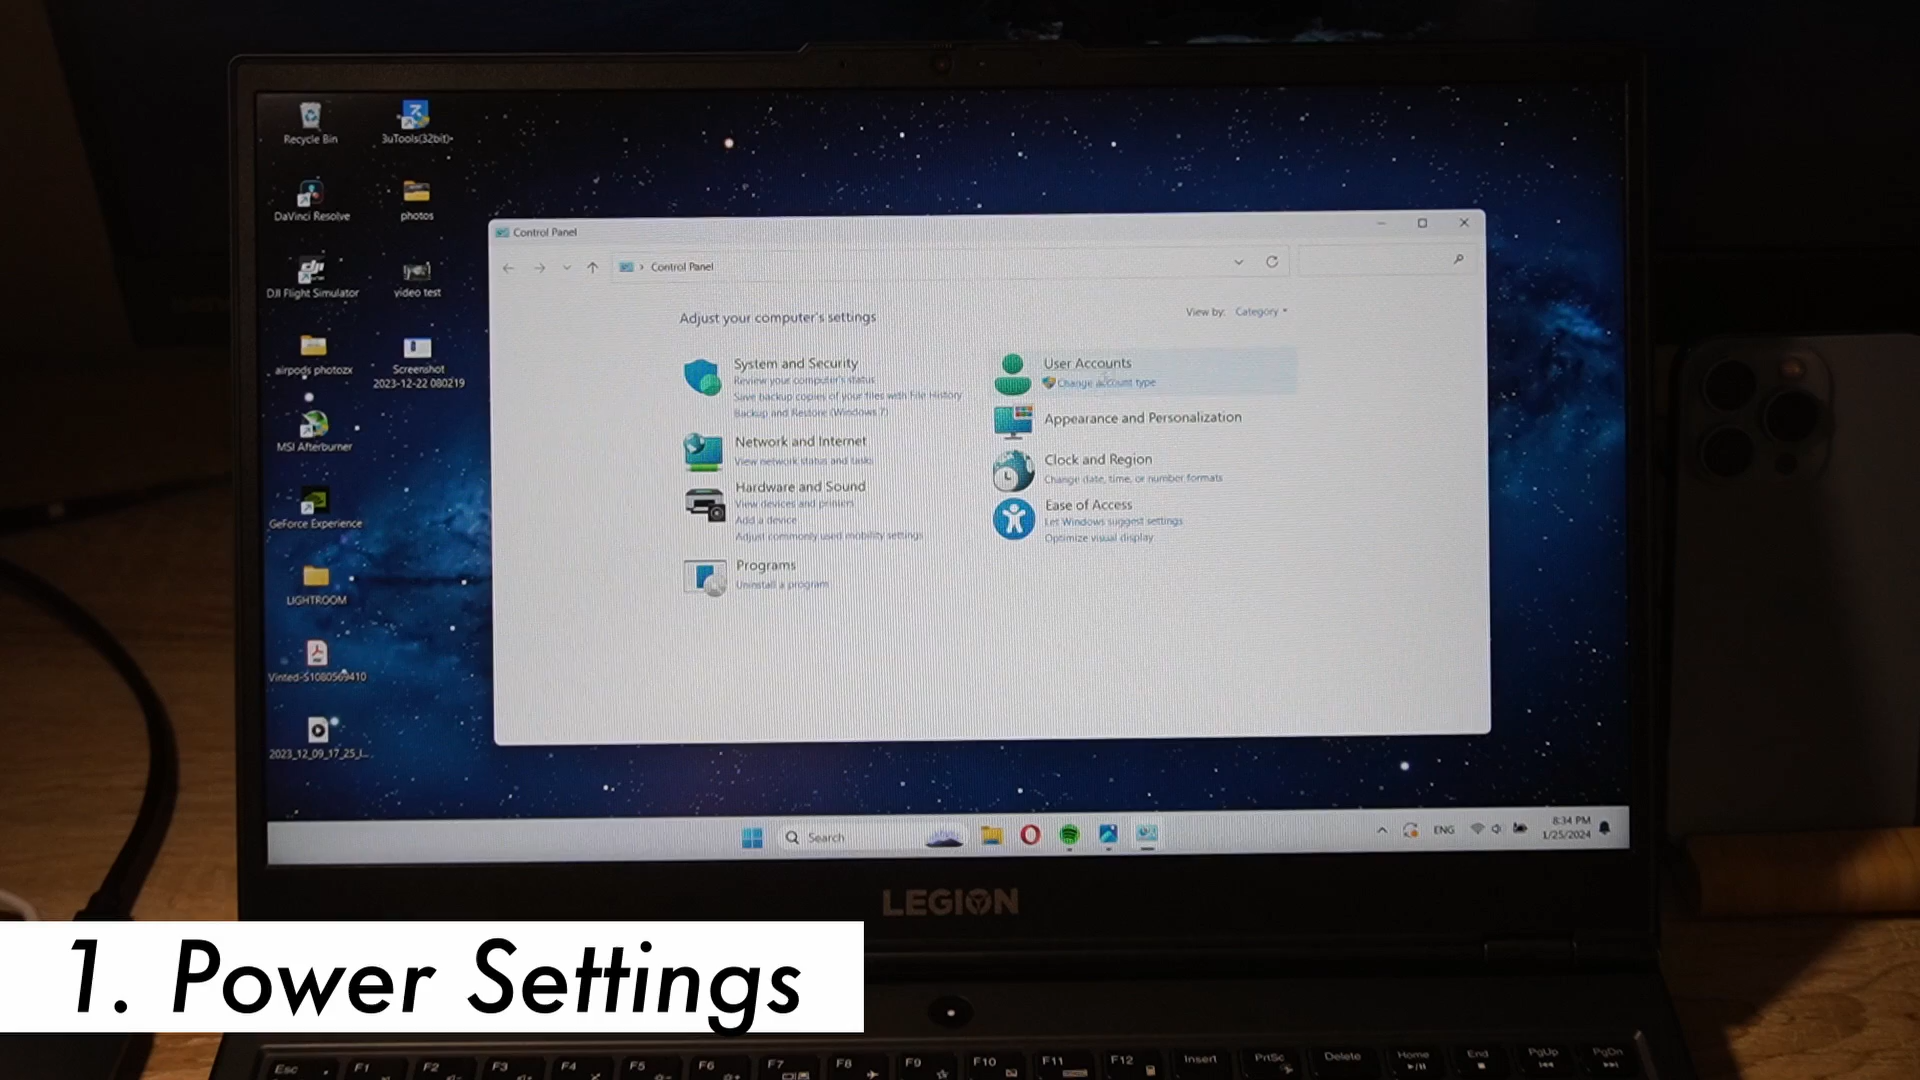 Recycle Bin
3uTools(32bit)
DaVinci Resolve
photos
DJI Flight Simulator
video test
airpods photozx
Screenshot
2023-12-22 080219
MSI Afterburner
GeForce Experience
LIGHTROOM
Vinted-S1080569410
2023_12_09_17_25_I...
Control Panel
Control Panel
Adjust your computer's settings
View by: Category
System and Security
Review your computer's status
Save backup copies of your files with File History
Backup and Restore (Windows 7)
Network and Internet
View network status and tasks
Hardware and Sound
View devices and printers
Add a device
Adjust commonly used mobility settings
Programs
Uninstall a program
User Accounts
Change account type
Appearance and Personalization
Clock and Region
Change date, time, or number formats
Ease of Access
Let Windows suggest settings
Optimize visual display
Search
ENG
8:34 PM
1/25/2024
LEGION
1. Power Settings
Esc F1 F2 F3 F4 F5 F6 F7 F8 F9 F10 F11 F12 Insert PrtSc Delete Home End PgUp PgDn